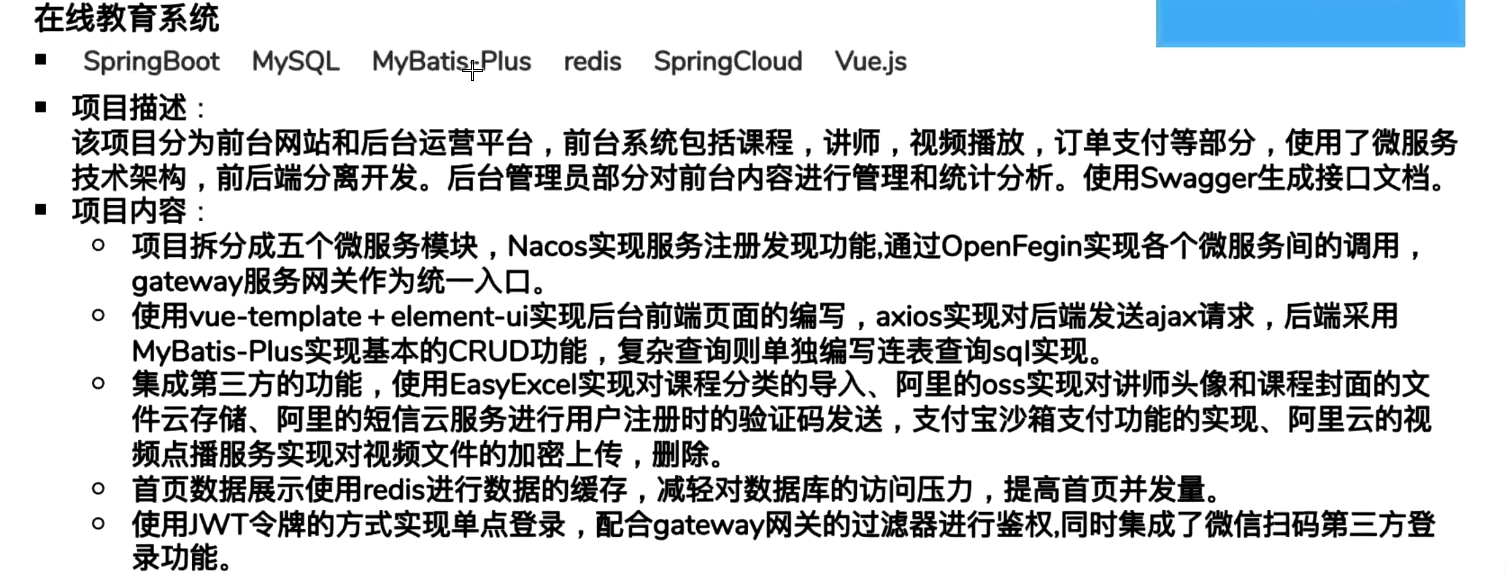 在线教育系统
SpringBoot MySQL MyBatis-Plus redis SpringCloud Vue.js
项目描述：
该项目分为前台网站和后台运营平台，前台系统包括课程，讲师，视频播放，订单支付等部分，使用了微服务
技术架构，前后端分离开发。后台管理员部分对前台内容进行管理和统计分析。使用Swagger生成接口文档。
项目内容：
项目拆分成五个微服务模块，Nacos实现服务注册发现功能,通过OpenFegin实现各个微服务间的调用，
gateway服务网关作为统一入口。
使用vue-template＋element-ui实现后台前端页面的编写，axios实现对后端发送ajax请求，后端采用
MyBatis-Plus实现基本的CRUD功能，复杂查询则单独编写连表查询sql实现。
集成第三方的功能，使用EasyExcel实现对课程分类的导入、阿里的oss实现对讲师头像和课程封面的文
件云存储、阿里的短信云服务进行用户注册时的验证码发送，支付宝沙箱支付功能的实现、阿里云的视
频点播服务实现对视频文件的加密上传，删除。
首页数据展示使用redis进行数据的缓存，减轻对数据库的访问压力，提高首页并发量。
使用JWT令牌的方式实现单点登录，配合gateway网关的过滤器进行鉴权,同时集成了微信扫码第三方登
录功能。